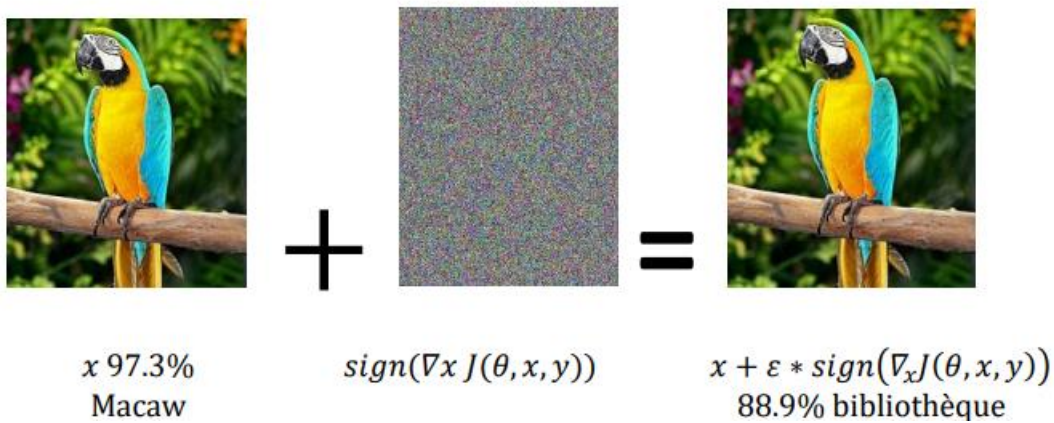 +
=
x 97.3%
Macaw
sign(∇x J(θ, x, y))
x + ε * sign(∇ₓJ(θ, x, y))
88.9% bibliothèque